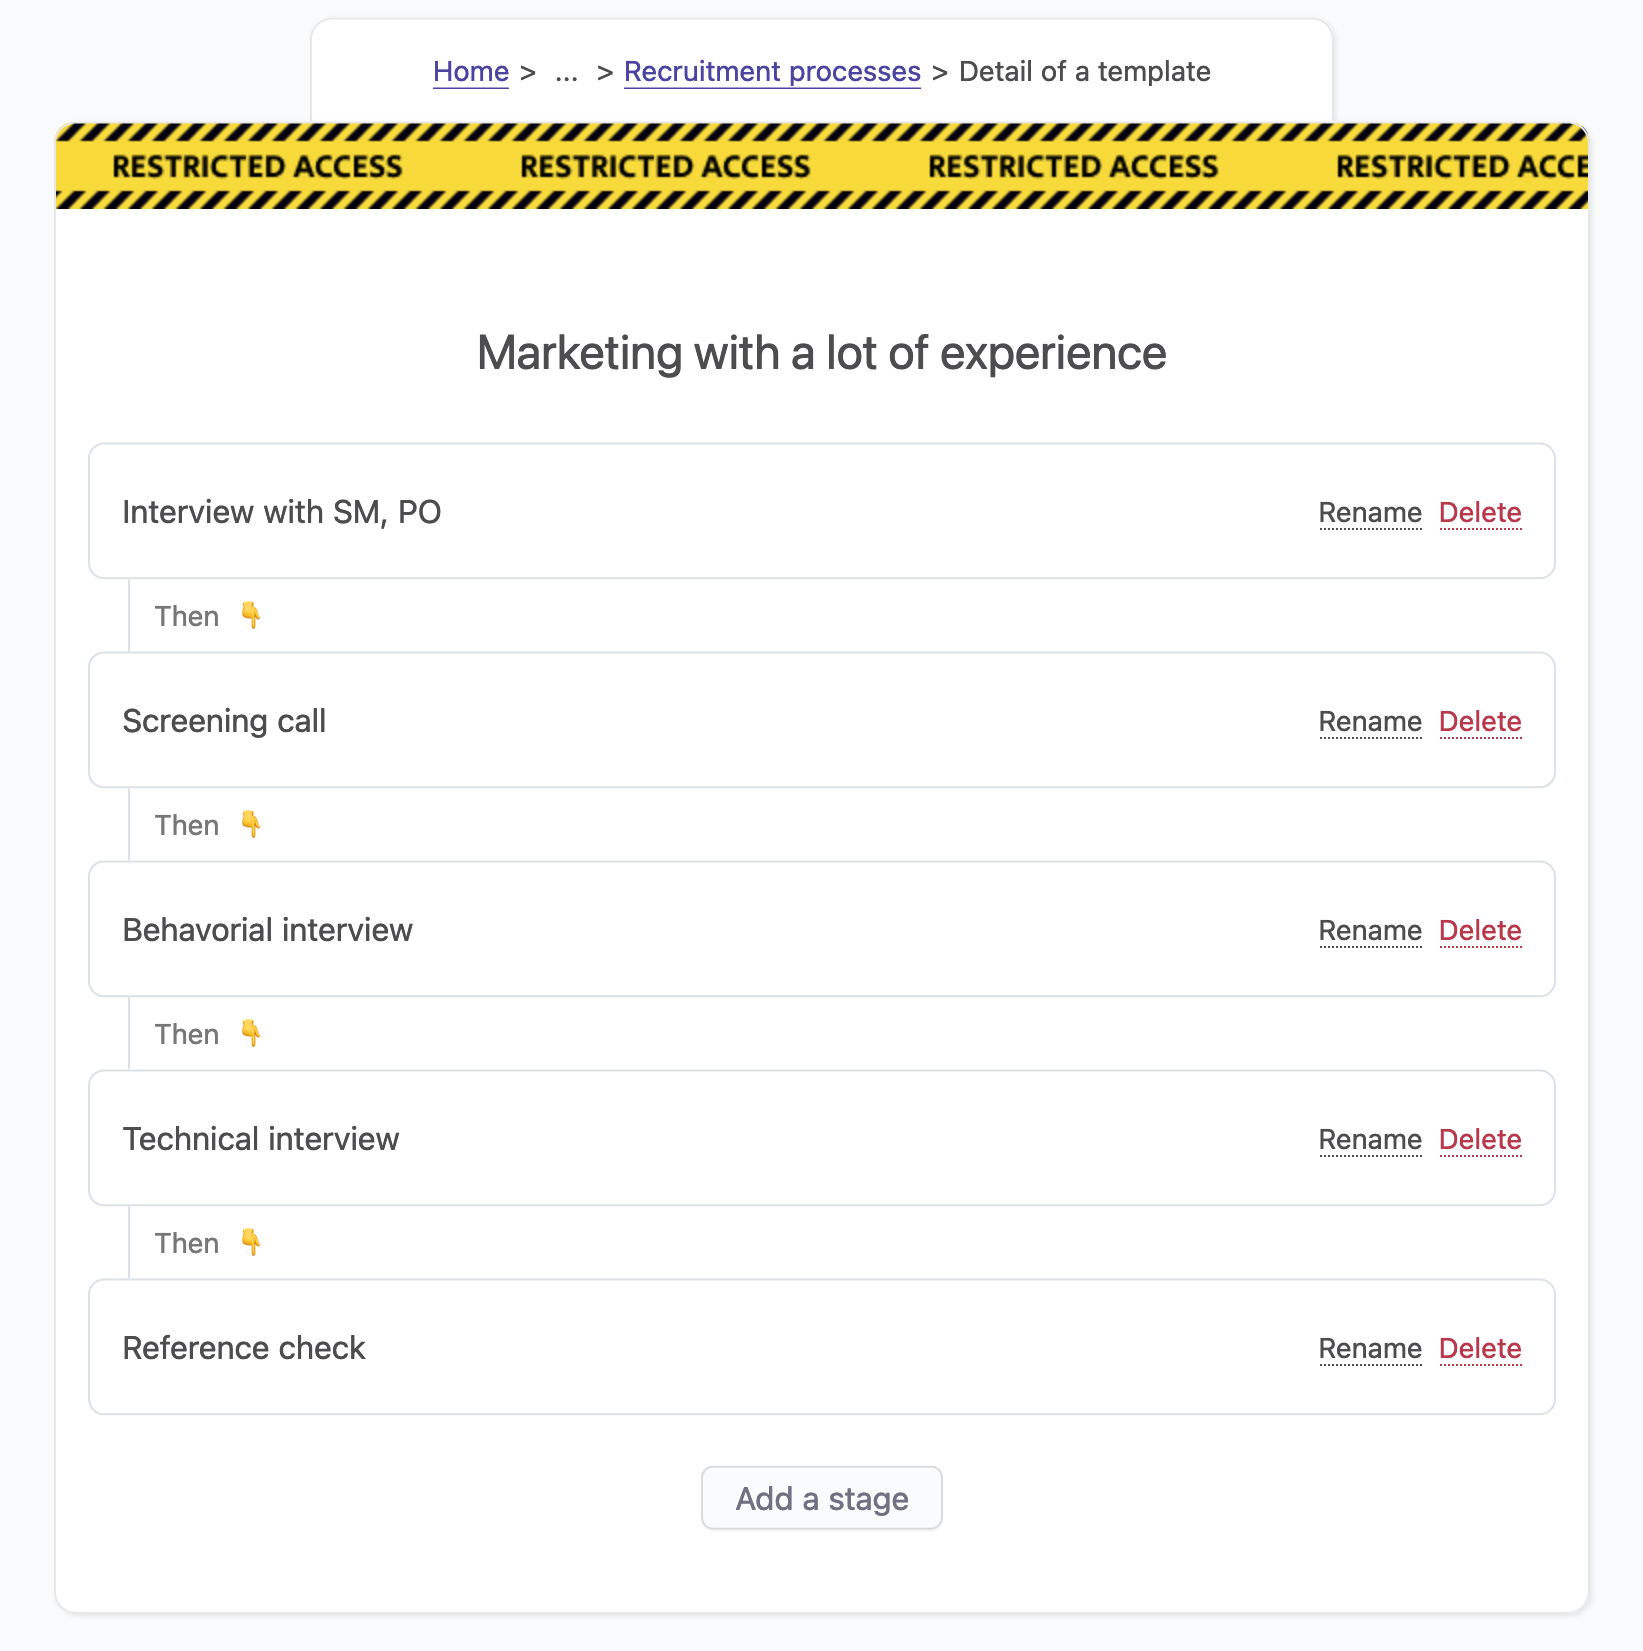 Home > ... > Recruitment processes > Detail of a template
RESTRICTED ACCESS RESTRICTED ACCESS RESTRICTED ACCESS RESTRICTED ACCE
Marketing with a lot of experience
Interview with SM, PO Rename Delete
Then 👇
Screening call Rename Delete
Then 👇
Behavorial interview Rename Delete
Then 👇
Technical interview Rename Delete
Then 👇
Reference check Rename Delete
Add a stage